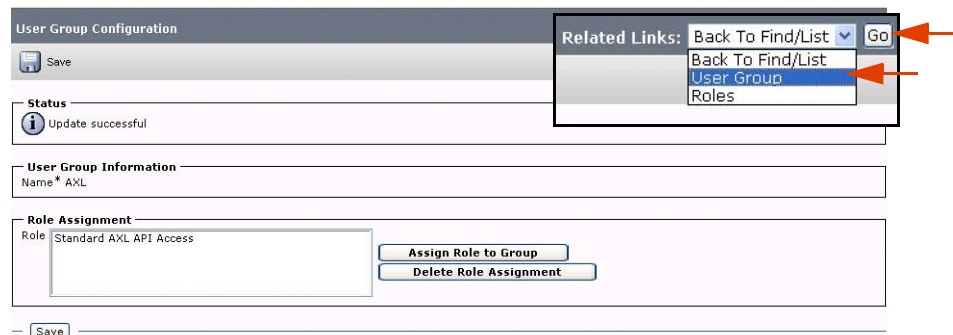 User Group Configuration
Related Links: Back To Find/List Go
Back To Find/List
User Group
Roles
Save
Status
i Update successful
User Group Information
Name* AXL
Role Assignment
Role Standard AXL API Access
Assign Role to Group
Delete Role Assignment
Save